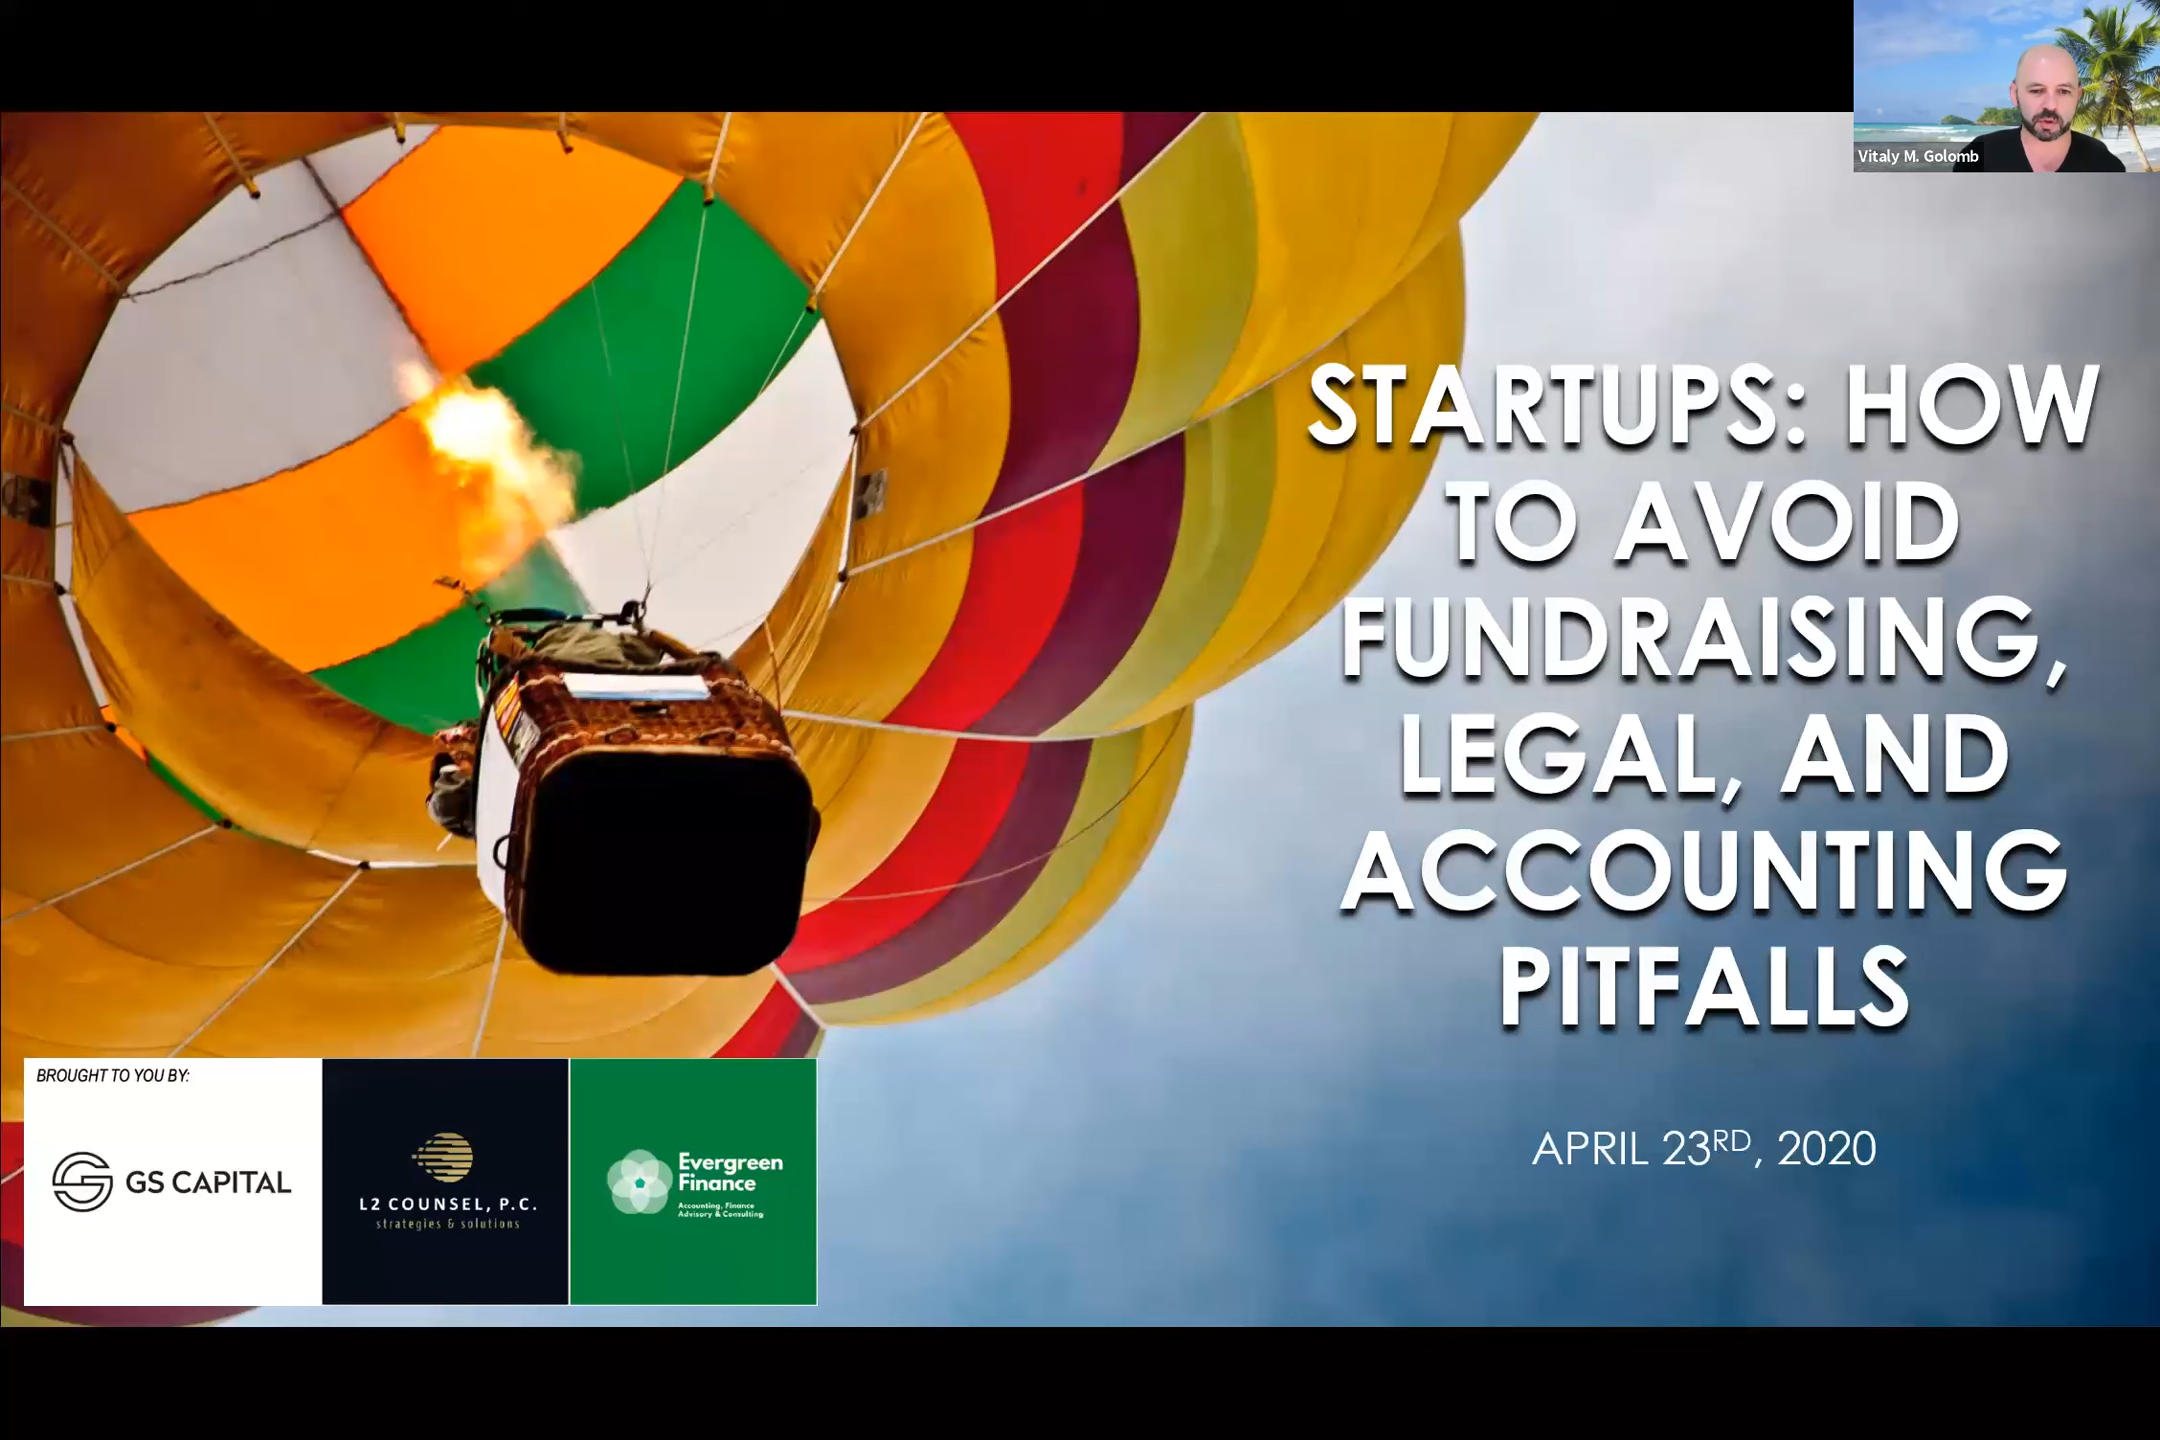 Vitaly M. Golomb
STARTUPS: HOW
TO AVOID
FUNDRAISING,
LEGAL, AND
ACCOUNTING
PITFALLS
APRIL 23RD, 2020
BROUGHT TO YOU BY:
GS CAPITAL
L2 COUNSEL, P.C.
strategies & solutions
Evergreen
Finance
Accounting, Finance
Advisory & Consulting